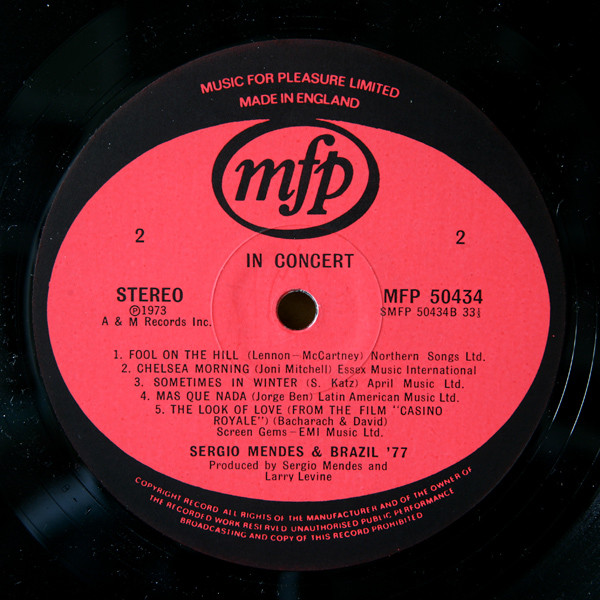 MUSIC FOR PLEASURE LIMITED
MADE IN ENGLAND
mfp
2
2
IN CONCERT
STEREO
Ⓟ1973
A & M Records Inc.
MFP 50434
SMFP 50434B 33⅓
1. FOOL ON THE HILL (Lennon—McCartney) Northern Songs Ltd.
2. CHELSEA MORNING (Joni Mitchell) Essex Music International
3. SOMETIMES IN WINTER (S. Katz) April Music Ltd.
4. MAS QUE NADA (Jorge Ben) Latin American Music Ltd.
5. THE LOOK OF LOVE (FROM THE FILM "CASINO
ROYALE") (Bacharach & David)
Screen Gems—EMI Music Ltd.
SERGIO MENDES & BRAZIL '77
Produced by Sergio Mendes and
Larry Levine
COPYRIGHT RECORD ALL RIGHTS OF THE MANUFACTURER AND OF THE OWNER OF
THE RECORDED WORK RESERVED UNAUTHORISED PUBLIC PERFORMANCE
BROADCASTING AND COPY OF THIS RECORD PROHIBITED